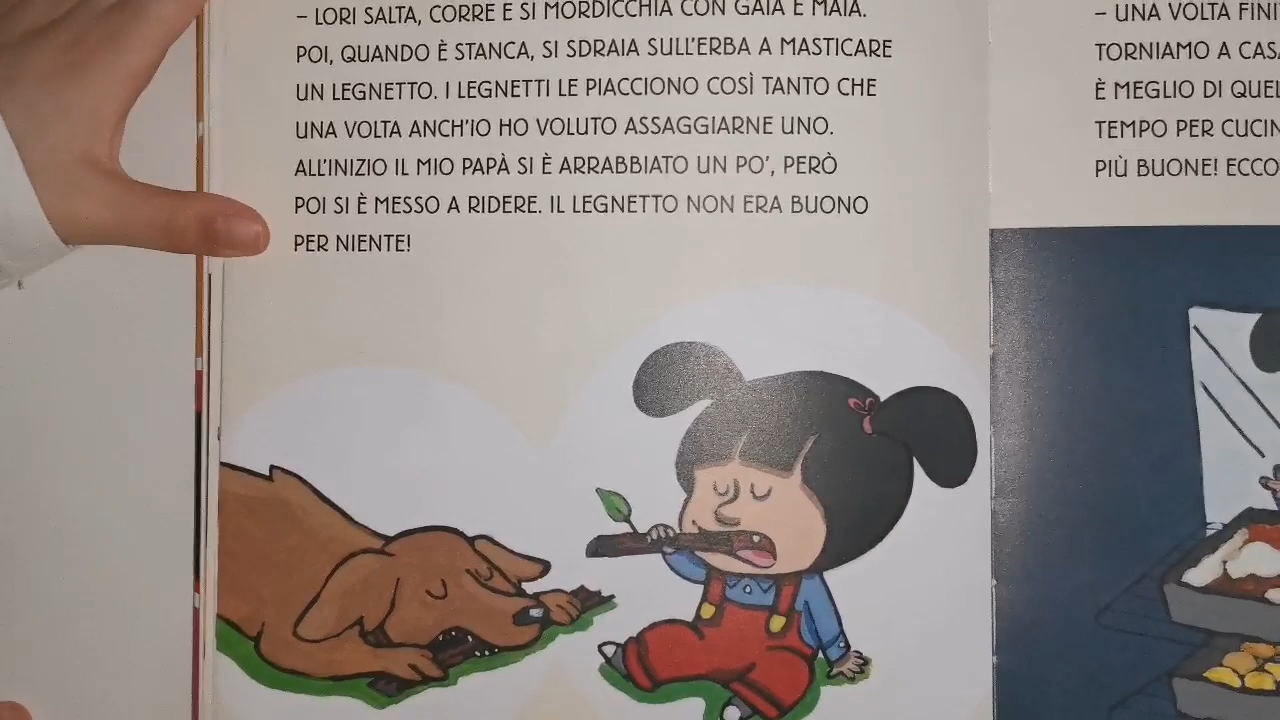 – LORI SALTA, CORRE E SI MORDICCHIA CON GAIA E MAIA.
POI, QUANDO È STANCA, SI SDRAIA SULL'ERBA A MASTICARE
UN LEGNETTO. I LEGNETTI LE PIACCIONO COSÌ TANTO CHE
UNA VOLTA ANCH'IO HO VOLUTO ASSAGGIARNE UNO.
ALL'INIZIO IL MIO PAPÀ SI È ARRABBIATO UN PO', PERÒ
POI SI È MESSO A RIDERE. IL LEGNETTO NON ERA BUONO
PER NIENTE!
– UNA VOLTA
TORNIAMO A
È MEGLIO DI
TEMPO PER
PIÙ BUONE!